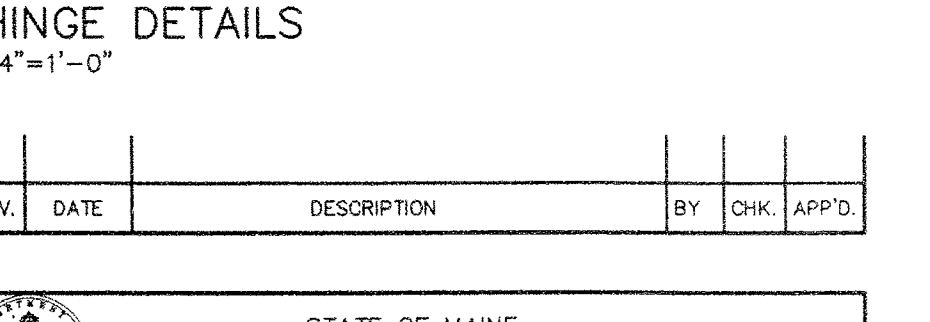 HINGE DETAILS
4"=1'-0"
V. DATE DESCRIPTION BY CHK. APP'D.
STATE OF MAINE